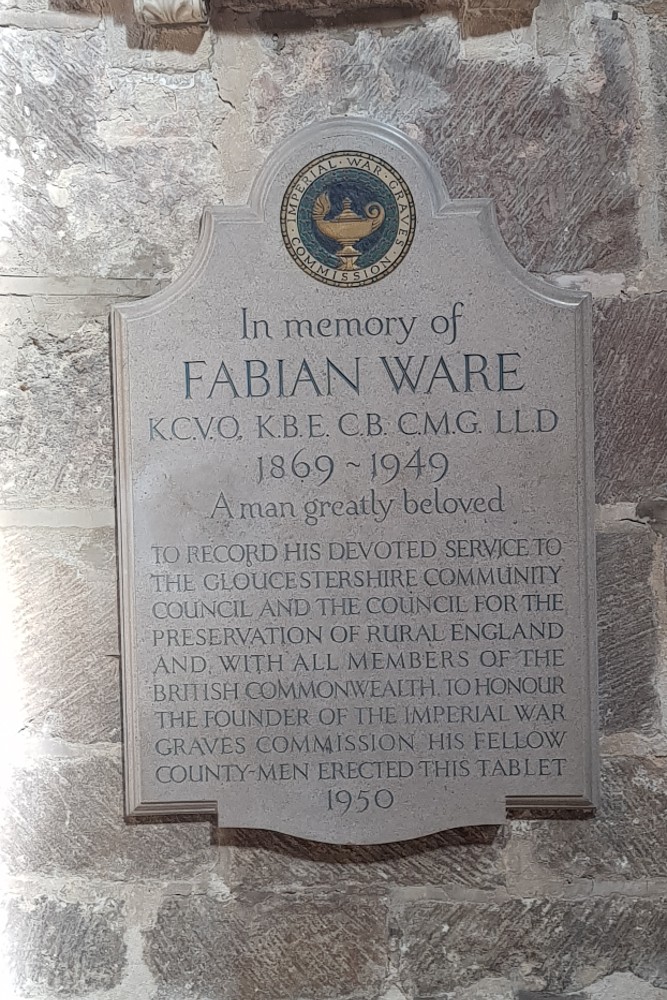 IMPERIAL · WAR · GRAVES · COMMISSION ·
In memory of
FABIAN WARE
K.C.V.O. K.B.E. C.B. C.M.G. LL.D
1869 ~ 1949
A man greatly beloved
TO RECORD HIS DEVOTED SERVICE TO
THE GLOUCESTERSHIRE COMMUNITY
COUNCIL AND THE COUNCIL FOR THE
PRESERVATION OF RURAL ENGLAND
AND, WITH ALL MEMBERS OF THE
BRITISH COMMONWEALTH, TO HONOUR
THE FOUNDER OF THE IMPERIAL WAR
GRAVES COMMISSION HIS FELLOW
COUNTY-MEN ERECTED THIS TABLET
1950